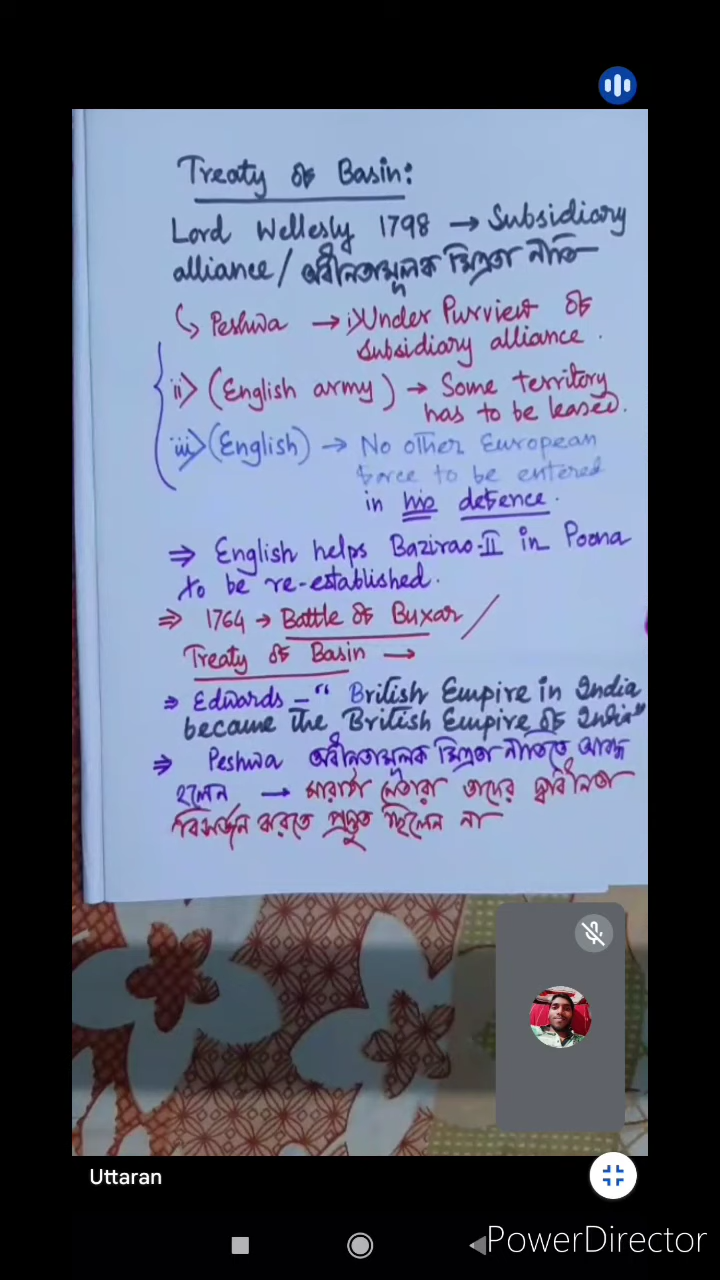 Treaty of Basin:
Lord Wellesly 1798 → Subsidiary
alliance / অধীনতামূলক মিত্রতা নীতি
↳ Peshwa → i> Under Purview of
subsidiary alliance.
ii> (English army) → Some territory
has to be leased.
iii> (English) → No other European
force to be entered
in his defence.
⇒ English helps Bazirao-II in Poona
to be re-established.
⇒ 1764 → Battle of Buxar /
Treaty of Basin →
⇒ Edwards – "British Empire in India
became the British Empire of India"
⇒ Peshwa অধীনতামূলক মিত্রতা নীতিতে আবদ্ধ
হলেন → মারাঠা নেতারা তাদের স্বাধীনতা
বিসর্জন করতে প্রস্তুত ছিলেন না
Uttaran
PowerDirector